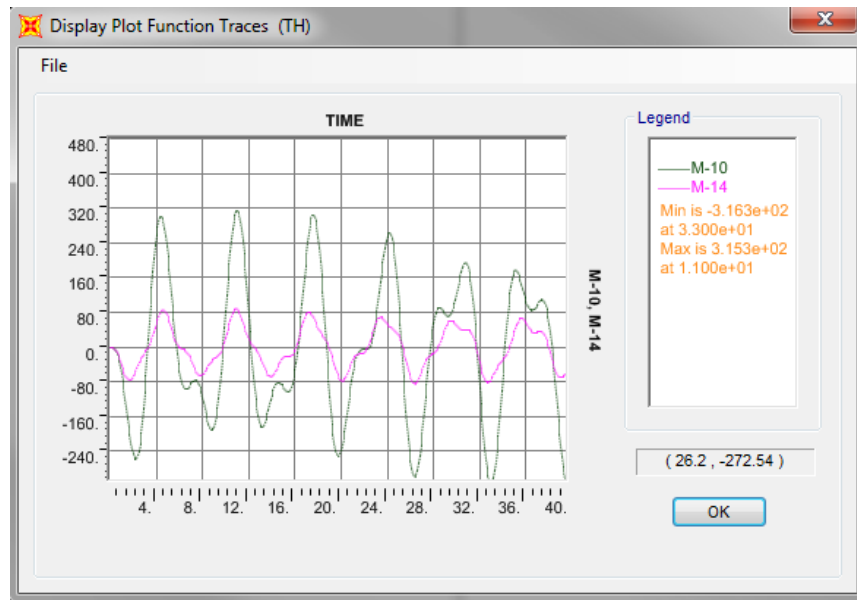 Display Plot Function Traces (TH)
File
TIME
480.
400.
320.
240.
160.
80.
0.
-80.
-160.
-240.
4. 8. 12. 16. 20. 24. 28. 32. 36. 40.
M-10, M-14
Legend
M-10
M-14
Min is -3.163e+02
at 3.300e+01
Max is 3.153e+02
at 1.100e+01
( 26.2 , -272.54 )
OK